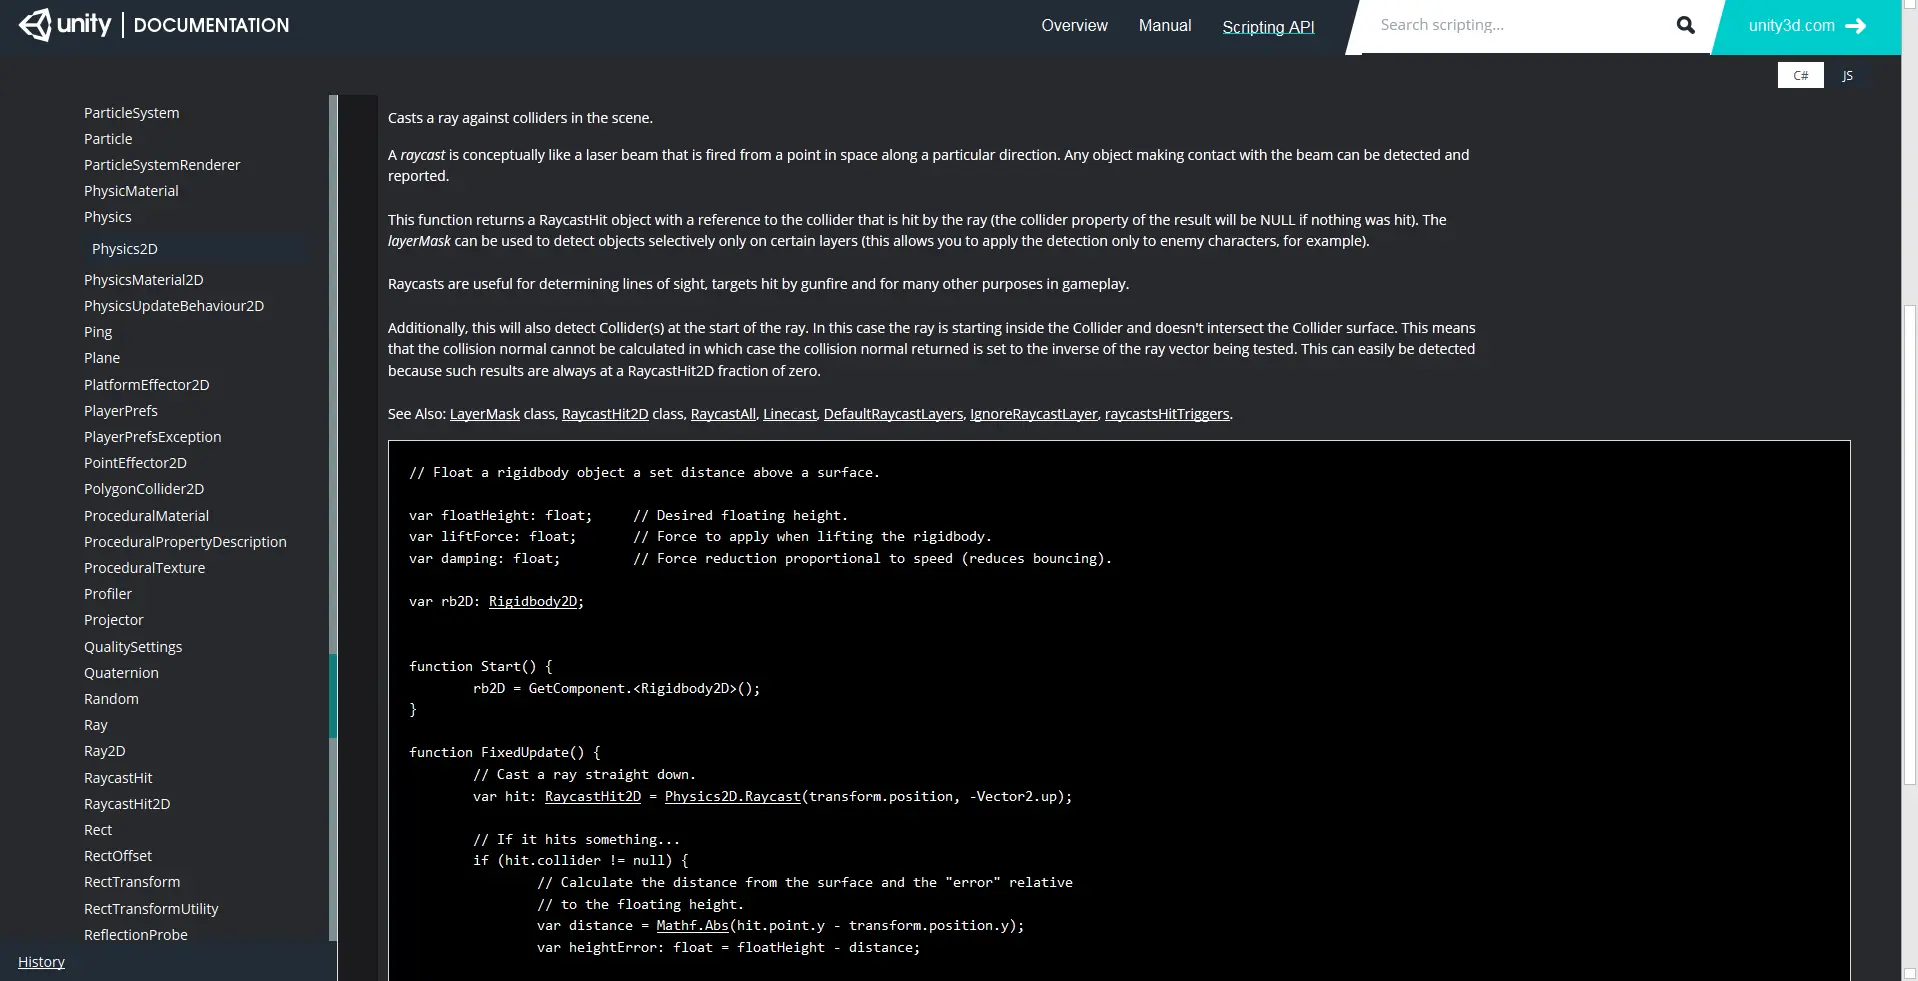 unity | DOCUMENTATION
Overview Manual Scripting API
Search scripting...
unity3d.com
C# JS
ParticleSystem
Particle
ParticleSystemRenderer
PhysicMaterial
Physics
Physics2D
PhysicsMaterial2D
PhysicsUpdateBehaviour2D
Ping
Plane
PlatformEffector2D
PlayerPrefs
PlayerPrefsException
PointEffector2D
PolygonCollider2D
ProceduralMaterial
ProceduralPropertyDescription
ProceduralTexture
Profiler
Projector
QualitySettings
Quaternion
Random
Ray
Ray2D
RaycastHit
RaycastHit2D
Rect
RectOffset
RectTransform
RectTransformUtility
ReflectionProbe
History
Casts a ray against colliders in the scene.
A raycast is conceptually like a laser beam that is fired from a point in space along a particular direction. Any object making contact with the beam can be detected and
reported.
This function returns a RaycastHit object with a reference to the collider that is hit by the ray (the collider property of the result will be NULL if nothing was hit). The
layerMask can be used to detect objects selectively only on certain layers (this allows you to apply the detection only to enemy characters, for example).
Raycasts are useful for determining lines of sight, targets hit by gunfire and for many other purposes in gameplay.
Additionally, this will also detect Collider(s) at the start of the ray. In this case the ray is starting inside the Collider and doesn't intersect the Collider surface. This means
that the collision normal cannot be calculated in which case the collision normal returned is set to the inverse of the ray vector being tested. This can easily be detected
because such results are always at a RaycastHit2D fraction of zero.
See Also: LayerMask class, RaycastHit2D class, RaycastAll, Linecast, DefaultRaycastLayers, IgnoreRaycastLayer, raycastsHitTriggers.
// Float a rigidbody object a set distance above a surface.
var floatHeight: float;     // Desired floating height.
var liftForce: float;       // Force to apply when lifting the rigidbody.
var damping: float;         // Force reduction proportional to speed (reduces bouncing).
var rb2D: Rigidbody2D;
function Start() {
        rb2D = GetComponent.<Rigidbody2D>();
}
function FixedUpdate() {
        // Cast a ray straight down.
        var hit: RaycastHit2D = Physics2D.Raycast(transform.position, -Vector2.up);
        // If it hits something...
        if (hit.collider != null) {
                // Calculate the distance from the surface and the "error" relative
                // to the floating height.
                var distance = Mathf.Abs(hit.point.y - transform.position.y);
                var heightError: float = floatHeight - distance;